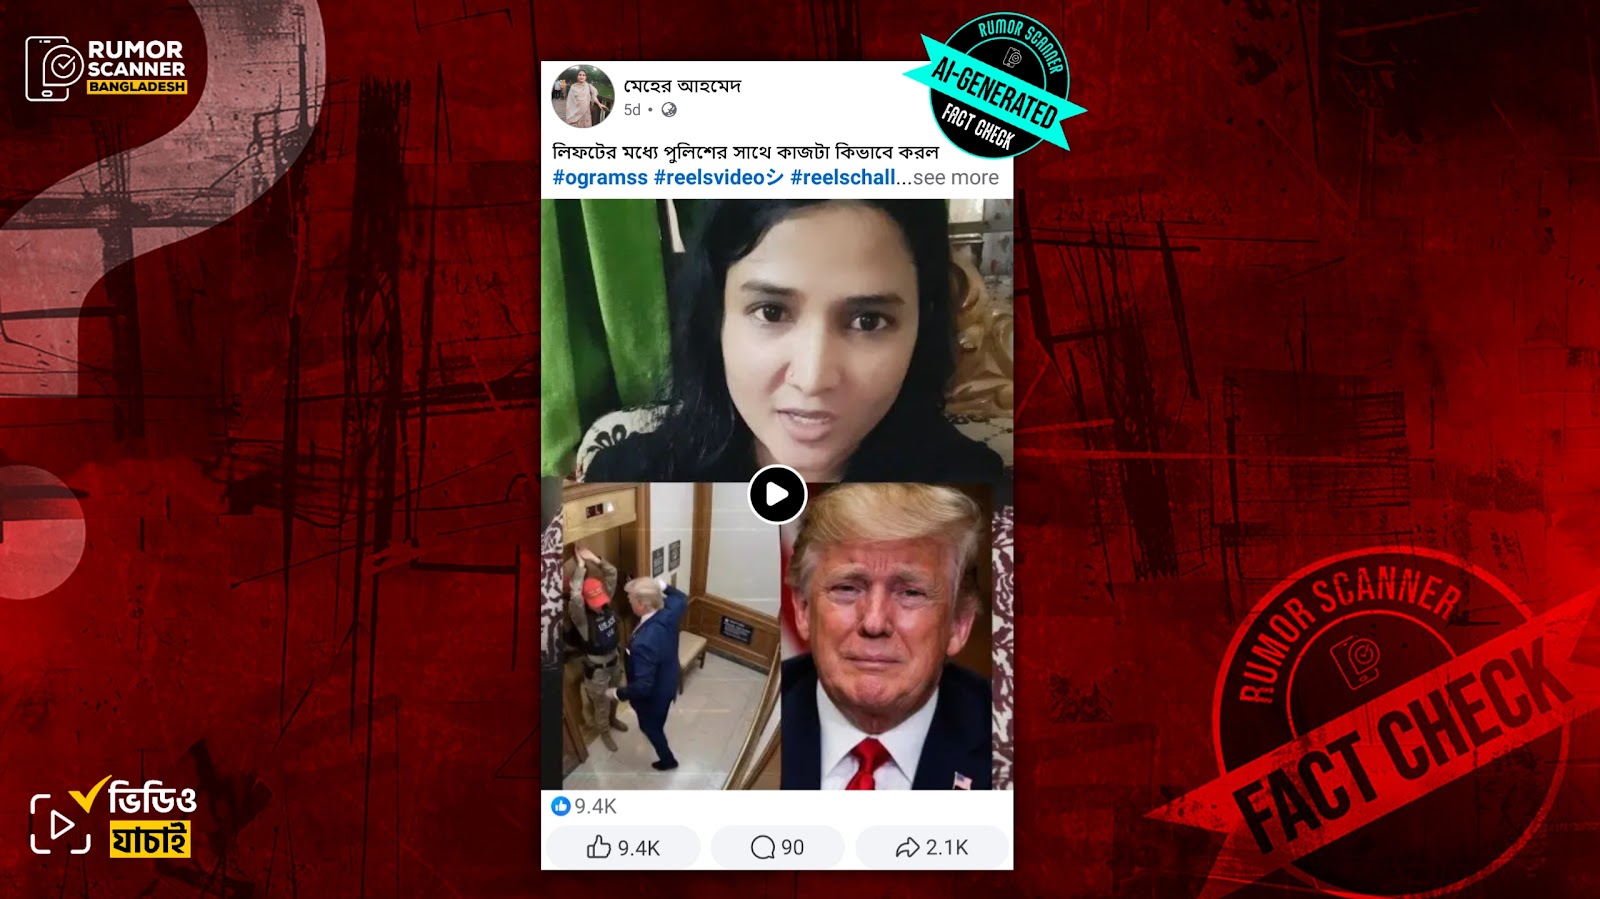 RUMOR
SCANNER
BANGLADESH
RUMOR SCANNER
AI-GENERATED
FACT CHECK
মেহের আহমেদ
5d
লিফটের মধ্যে পুলিশের সাথে কাজটা কিভাবে করল
#ogramss #reelsvideoシ #reelschall...see more
9.4K
9.4K
90
2.1K
ভিডিও
যাচাই
RUMOR SCANNER
FACT CHECK